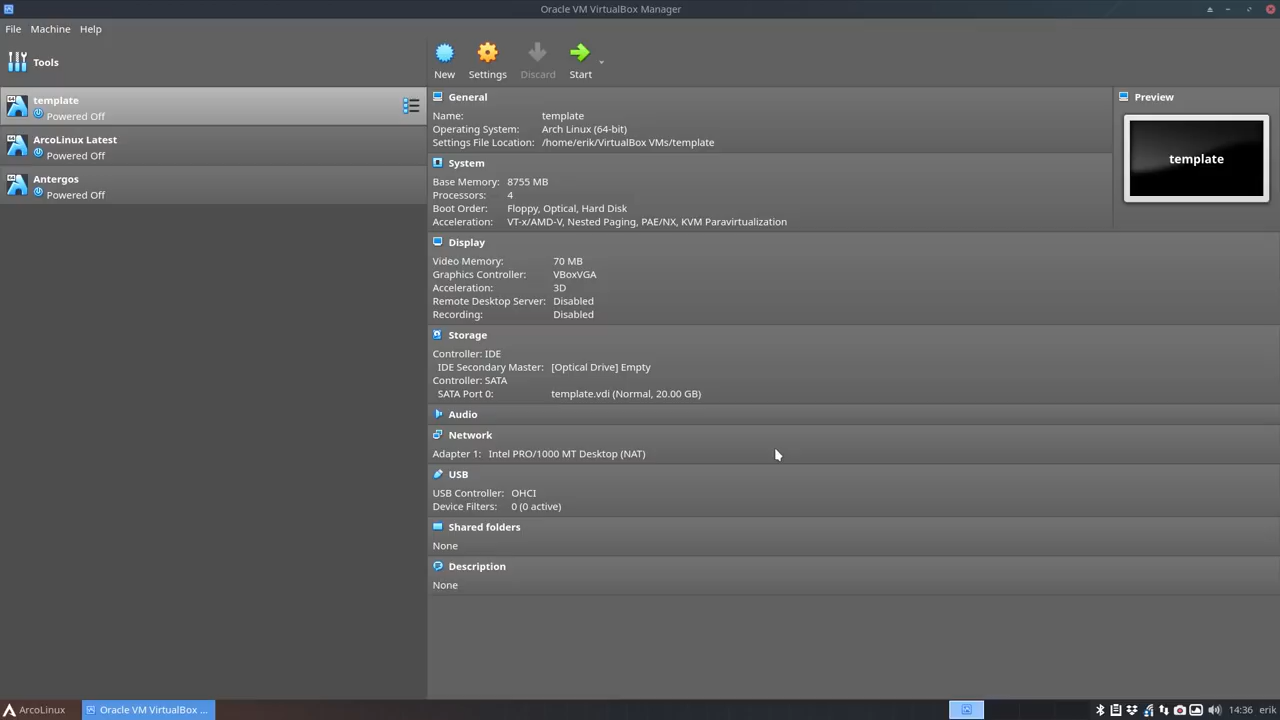 Oracle VM VirtualBox Manager
File Machine Help
Tools
New Settings Discard Start
64 template
Powered Off
64 ArcoLinux Latest
Powered Off
64 Antergos
Powered Off
General
Name: template
Operating System: Arch Linux (64-bit)
Settings File Location: /home/erik/VirtualBox VMs/template
System
Base Memory: 8755 MB
Processors: 4
Boot Order: Floppy, Optical, Hard Disk
Acceleration: VT-x/AMD-V, Nested Paging, PAE/NX, KVM Paravirtualization
Display
Video Memory: 70 MB
Graphics Controller: VBoxVGA
Acceleration: 3D
Remote Desktop Server: Disabled
Recording: Disabled
Storage
Controller: IDE
IDE Secondary Master: [Optical Drive] Empty
Controller: SATA
SATA Port 0: template.vdi (Normal, 20.00 GB)
Audio
Network
Adapter 1: Intel PRO/1000 MT Desktop (NAT)
USB
USB Controller: OHCI
Device Filters: 0 (0 active)
Shared folders
None
Description
None
Preview
template
ArcoLinux
Oracle VM VirtualBox ...
14:36 erik